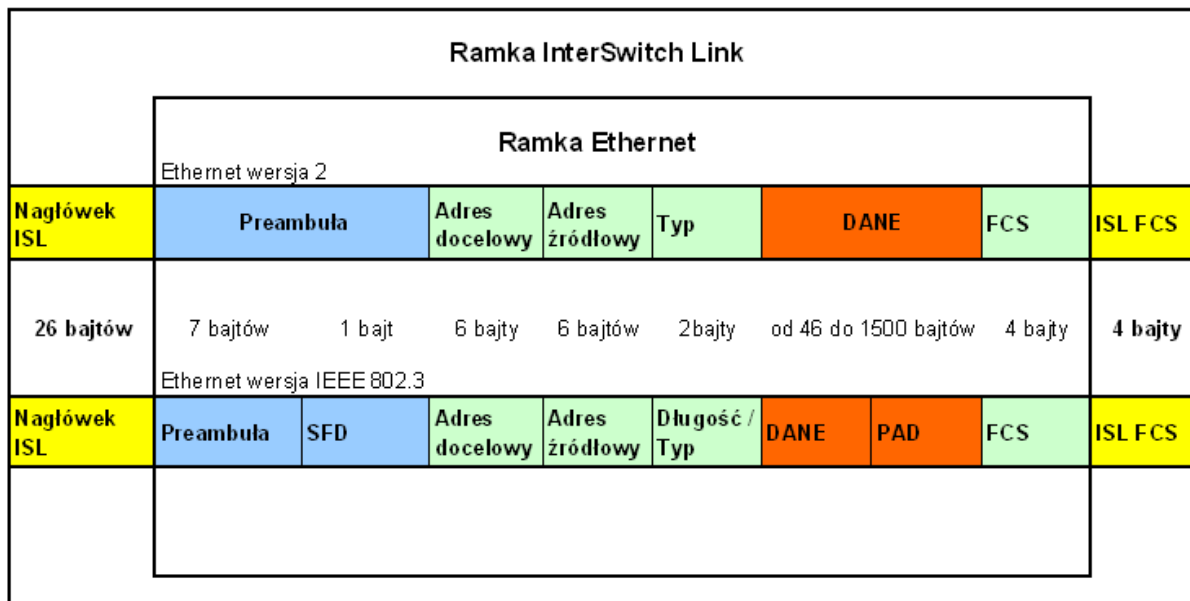 Ramka InterSwitch Link
Ramka Ethernet
Ethernet wersja 2
Nagłówek ISL
Preambuła
Adres docelowy
Adres źródłowy
Typ
DANE
FCS
ISL FCS
26 bajtów
7 bajtów
1 bajt
6 bajty
6 bajtów
2bajty
od 46 do 1500 bajtów
4 bajty
4 bajty
Ethernet wersja IEEE 802.3
Nagłówek ISL
Preambuła
SFD
Adres docelowy
Adres źródłowy
Długość / Typ
DANE
PAD
FCS
ISL FCS